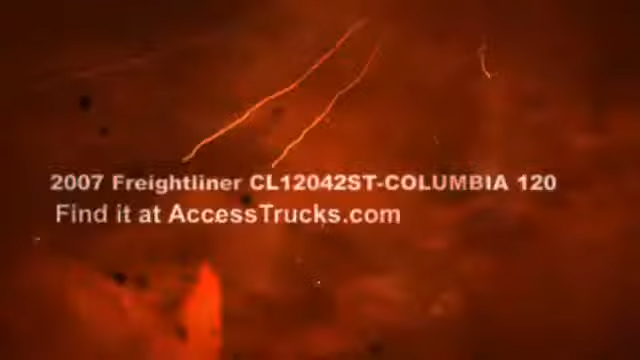 2007 Freightliner CL12042ST-COLUMBIA 120
Find it at AccessTrucks.com